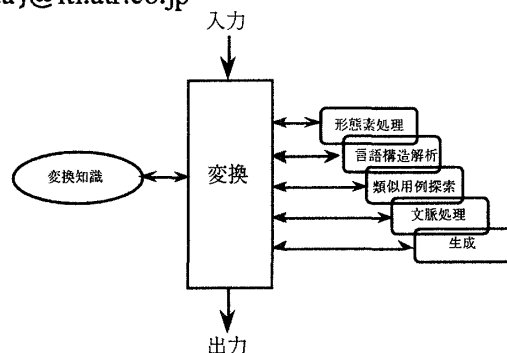 入力
形態素処理
言語構造解析
変換知識
変換
類似用例探索
文脈処理
生成
出力